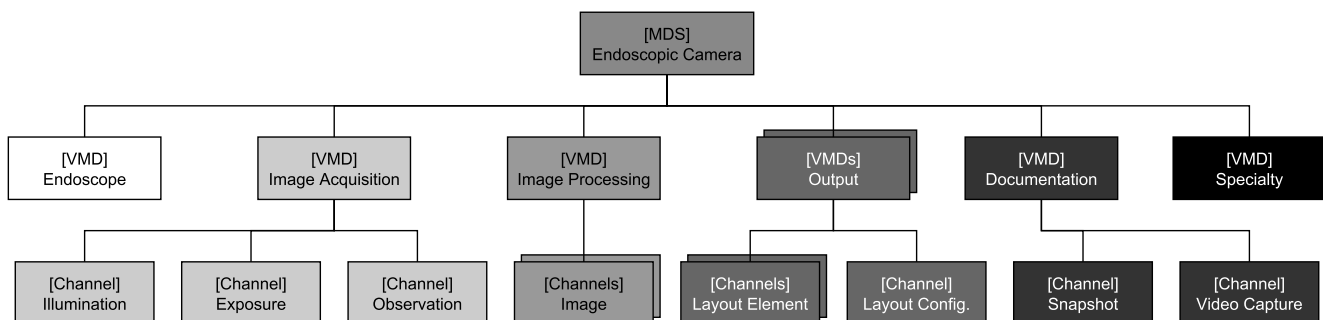 [MDS]
Endoscopic Camera
[VMD]
Endoscope
[VMD]
Image Acquisition
[VMD]
Image Processing
[VMDs]
Output
[VMD]
Documentation
[VMD]
Specialty
[Channel]
Illumination
[Channel]
Exposure
[Channel]
Observation
[Channels]
Image
[Channels]
Layout Element
[Channel]
Layout Config.
[Channel]
Snapshot
[Channel]
Video Capture